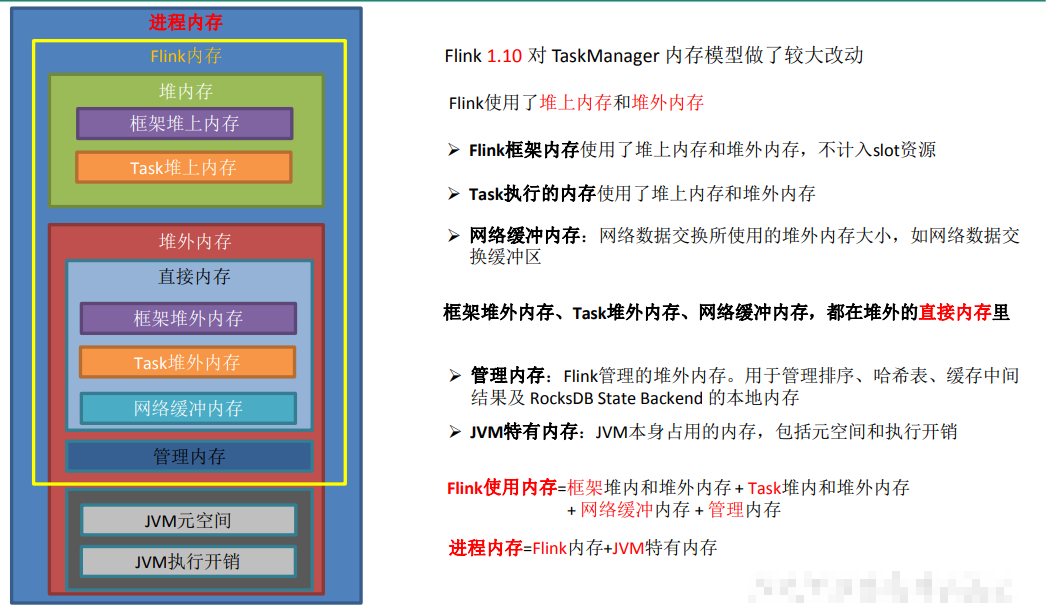 进程内存
Flink内存
堆内存
框架堆上内存
Task堆上内存
堆外内存
直接内存
框架堆外内存
Task堆外内存
网络缓冲内存
管理内存
JVM元空间
JVM执行开销
Flink 1.10 对 TaskManager 内存模型做了较大改动
Flink使用了堆上内存和堆外内存
➢ Flink框架内存使用了堆上内存和堆外内存，不计入slot资源
➢ Task执行的内存使用了堆上内存和堆外内存
➢ 网络缓冲内存：网络数据交换所使用的堆外内存大小，如网络数据交
换缓冲区
框架堆外内存、Task堆外内存、网络缓冲内存，都在堆外的直接内存里
➢ 管理内存：Flink管理的堆外内存。用于管理排序、哈希表、缓存中间
结果及 RocksDB State Backend 的本地内存
➢ JVM特有内存：JVM本身占用的内存，包括元空间和执行开销
Flink使用内存=框架堆内和堆外内存 + Task堆内和堆外内存
+ 网络缓冲内存 + 管理内存
进程内存=Flink内存+JVM特有内存